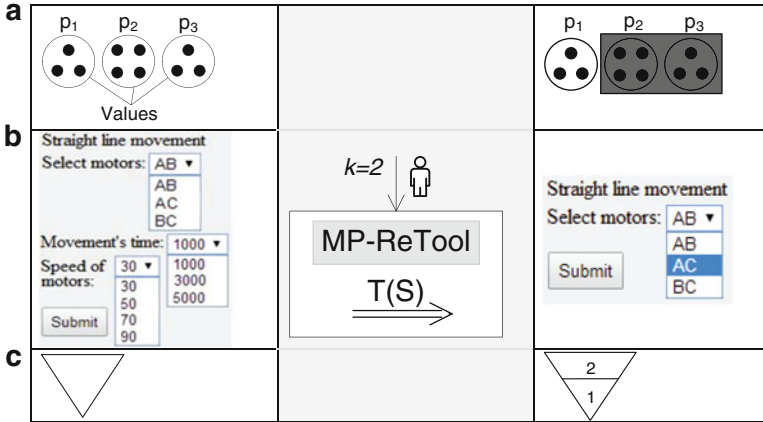 a
p1 p2 p3
Values
p1 p2 p3
b
Straight line movement
Select motors: AB ▼
AB
AC
BC
Movement's time: 1000 ▼
1000
3000
5000
Speed of motors: 30 ▼
30
50
70
90
Submit
k=2
MP-ReTool
T(S)
Straight line movement
Select motors: AB ▼
AB
AC
BC
Submit
c
2
1